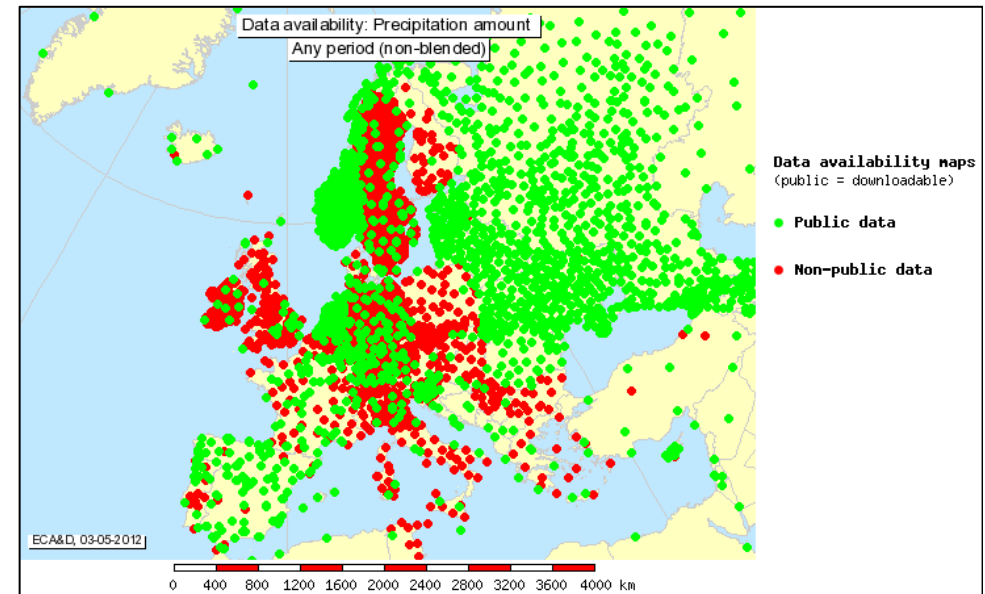 Data availability: Precipitation amount
Any period (non-blended)
Data availability maps
(public = downloadable)
Public data
Non-public data
ECA&D, 03-05-2012
0 400 800 1200 1600 2000 2400 2800 3200 3600 4000 km